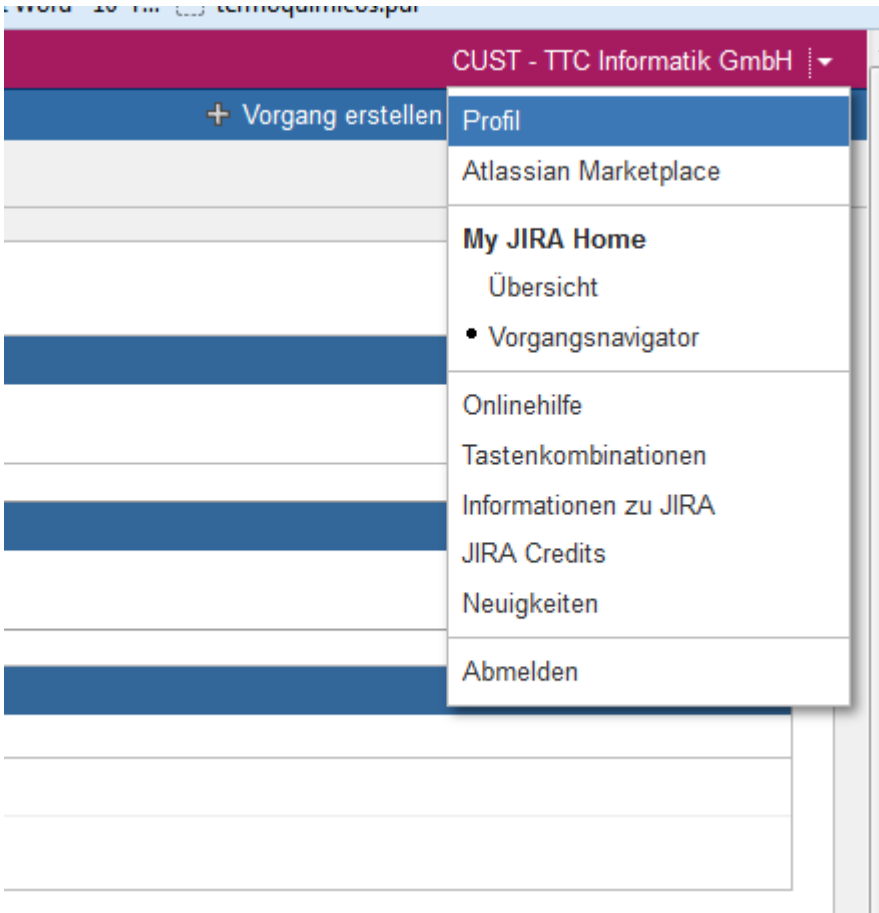 CUST - TTC Informatik GmbH
Vorgang erstellen
Profil
Atlassian Marketplace
My JIRA Home
Übersicht
• Vorgangsnavigator
Onlinehilfe
Tastenkombinationen
Informationen zu JIRA
JIRA Credits
Neuigkeiten
Abmelden